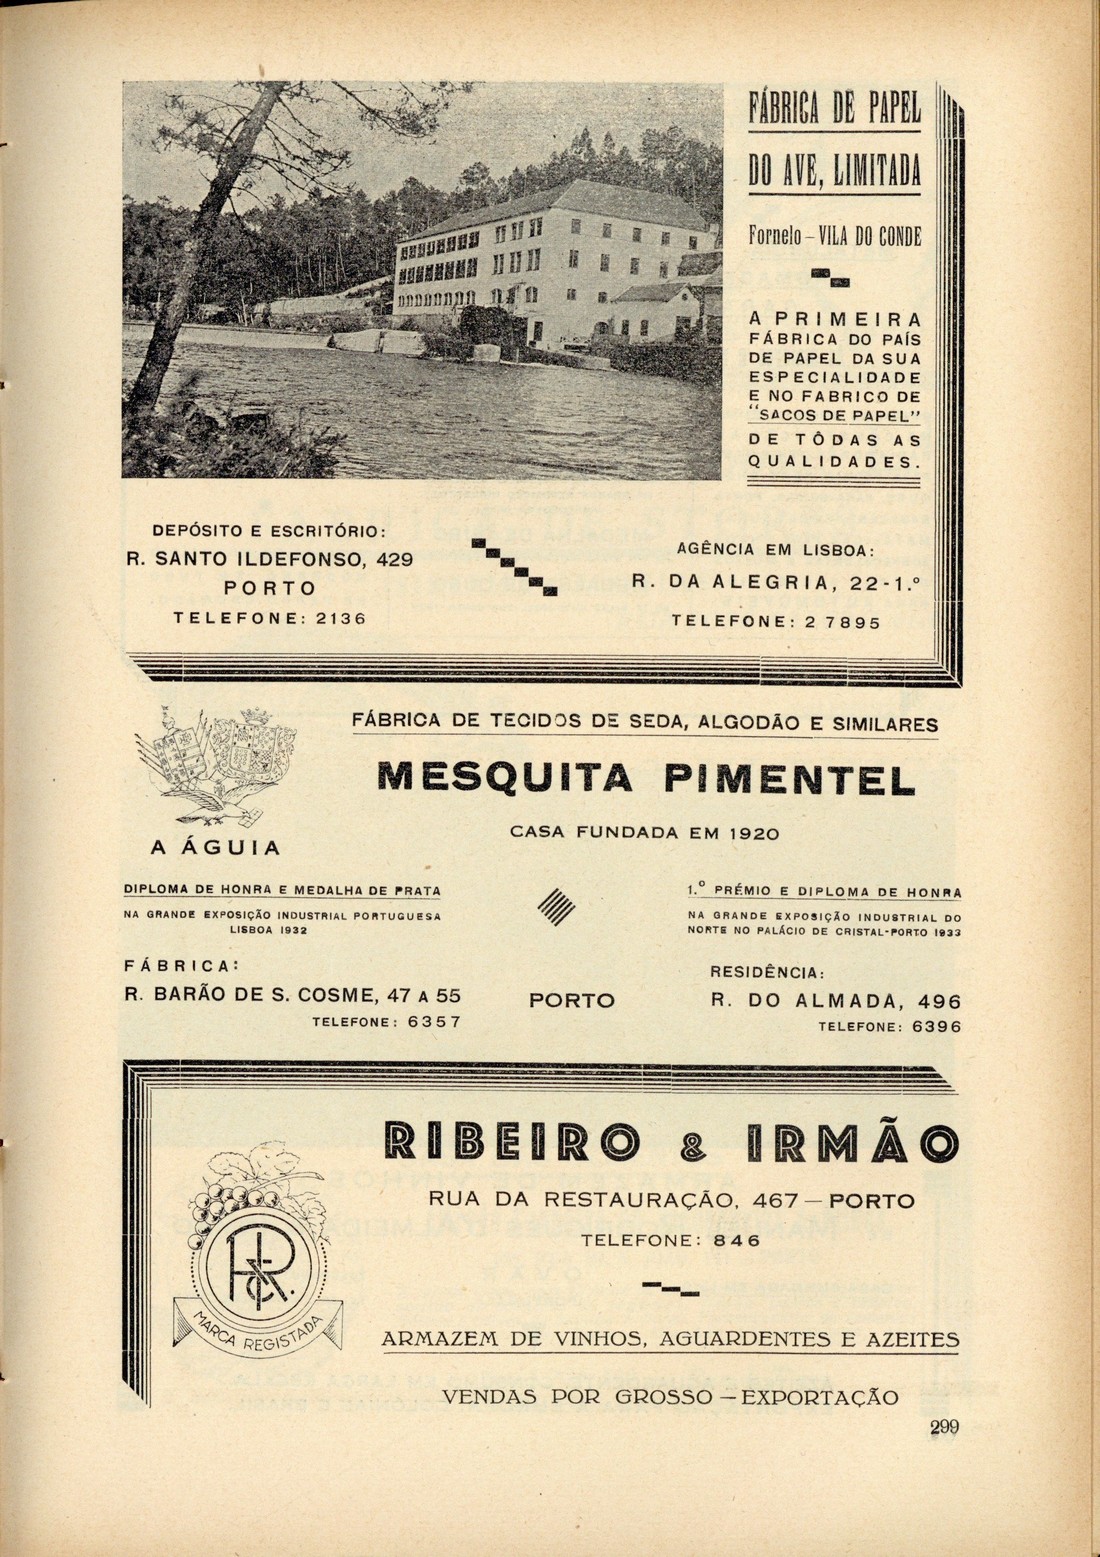 FÁBRICA DE PAPEL
DO AVE, LIMITADA
Fornelo – VILA DO CONDE
A PRIMEIRA
FÁBRICA DO PAÍS
DE PAPEL DA SUA
ESPECIALIDADE
E NO FABRICO DE
"SACOS DE PAPEL"
DE TÔDAS AS
QUALIDADES.
DEPÓSITO E ESCRITÓRIO:
R. SANTO ILDEFONSO, 429
PORTO
TELEFONE: 2136
AGÊNCIA EM LISBOA:
R. DA ALEGRIA, 22-1.º
TELEFONE: 2 7895
FÁBRICA DE TECIDOS DE SEDA, ALGODÃO E SIMILARES
MESQUITA PIMENTEL
CASA FUNDADA EM 1920
A ÁGUIA
DIPLOMA DE HONRA E MEDALHA DE PRATA
NA GRANDE EXPOSIÇÃO INDUSTRIAL PORTUGUESA
LISBOA 1932
1.º PRÉMIO E DIPLOMA DE HONRA
NA GRANDE EXPOSIÇÃO INDUSTRIAL DO
NORTE NO PALÁCIO DE CRISTAL-PORTO 1933
FÁBRICA:
R. BARÃO DE S. COSME, 47 A 55
TELEFONE: 6357
PORTO
RESIDÊNCIA:
R. DO ALMADA, 496
TELEFONE: 6396
RIBEIRO & IRMÃO
RUA DA RESTAURAÇÃO, 467 – PORTO
TELEFONE: 846
MARCA REGISTADA
ARMAZEM DE VINHOS, AGUARDENTES E AZEITES
VENDAS POR GROSSO – EXPORTAÇÃO
299